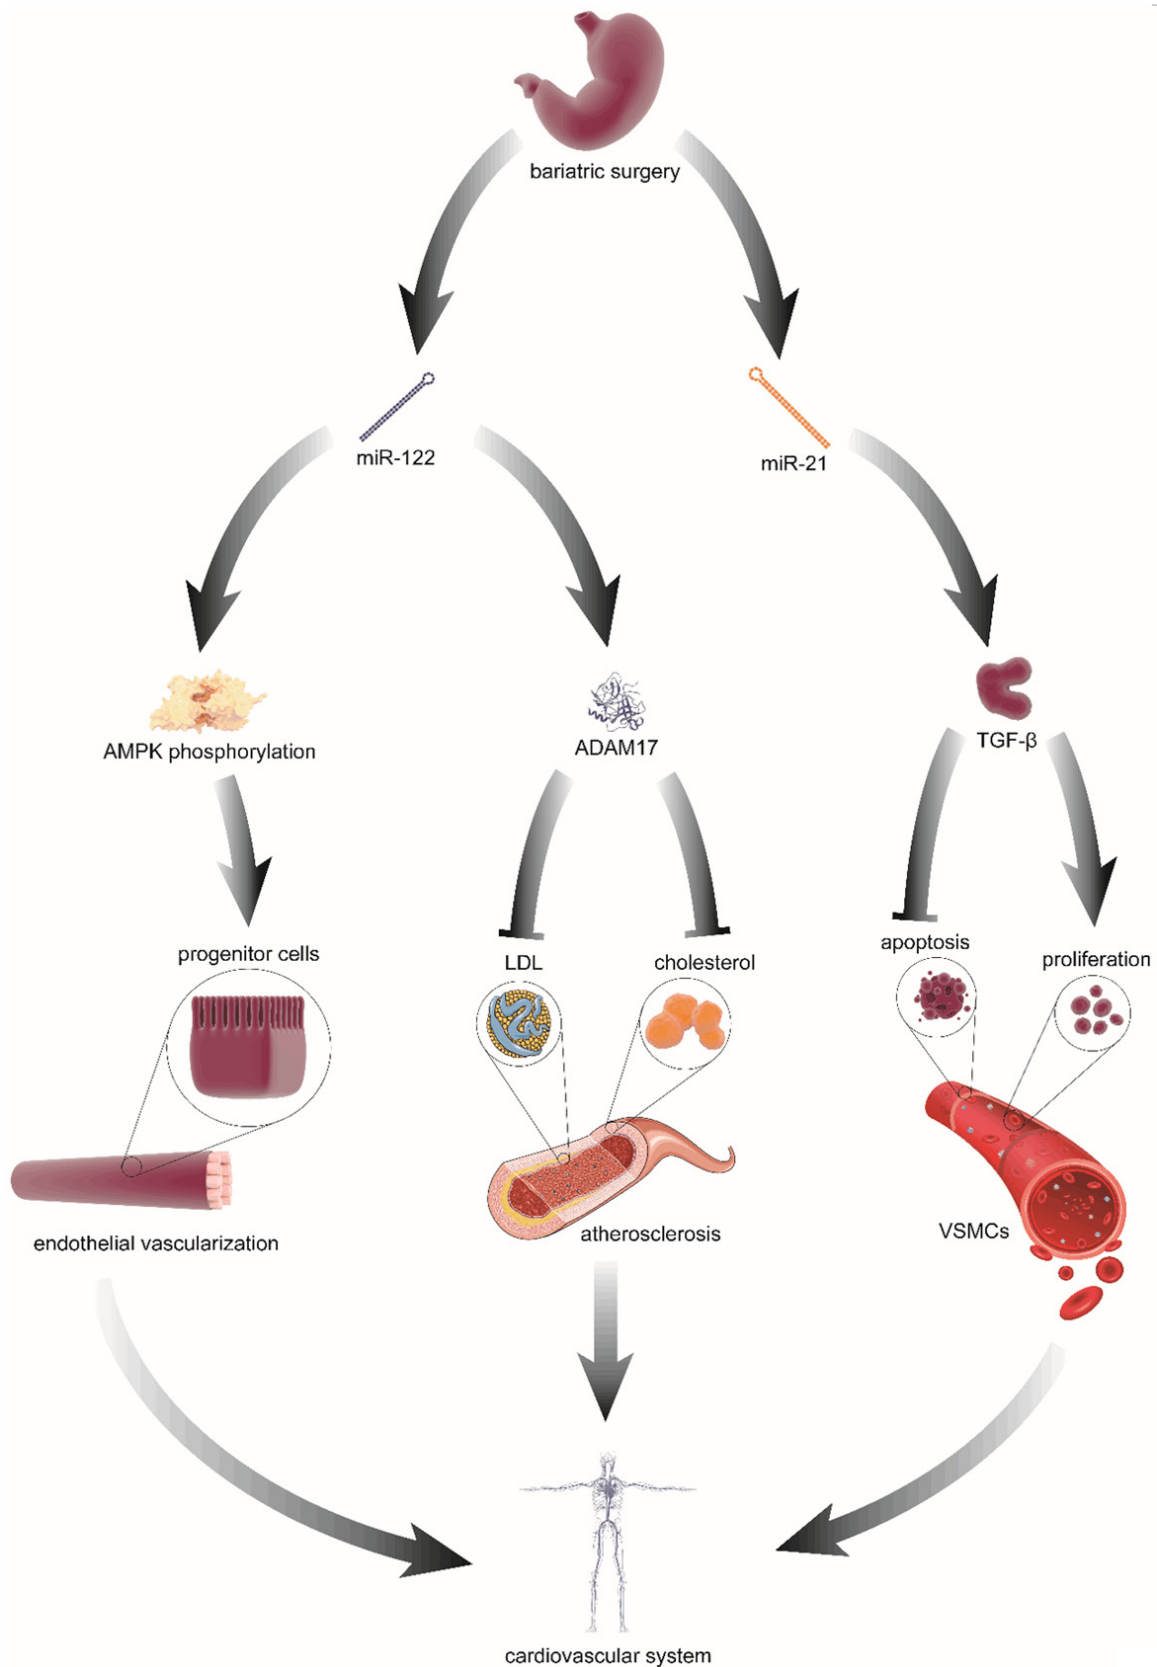 bariatric surgery
miR-122
miR-21
AMPK phosphorylation
ADAM17
TGF-β
progenitor cells
LDL
cholesterol
apoptosis
proliferation
endothelial vascularization
atherosclerosis
VSMCs
cardiovascular system